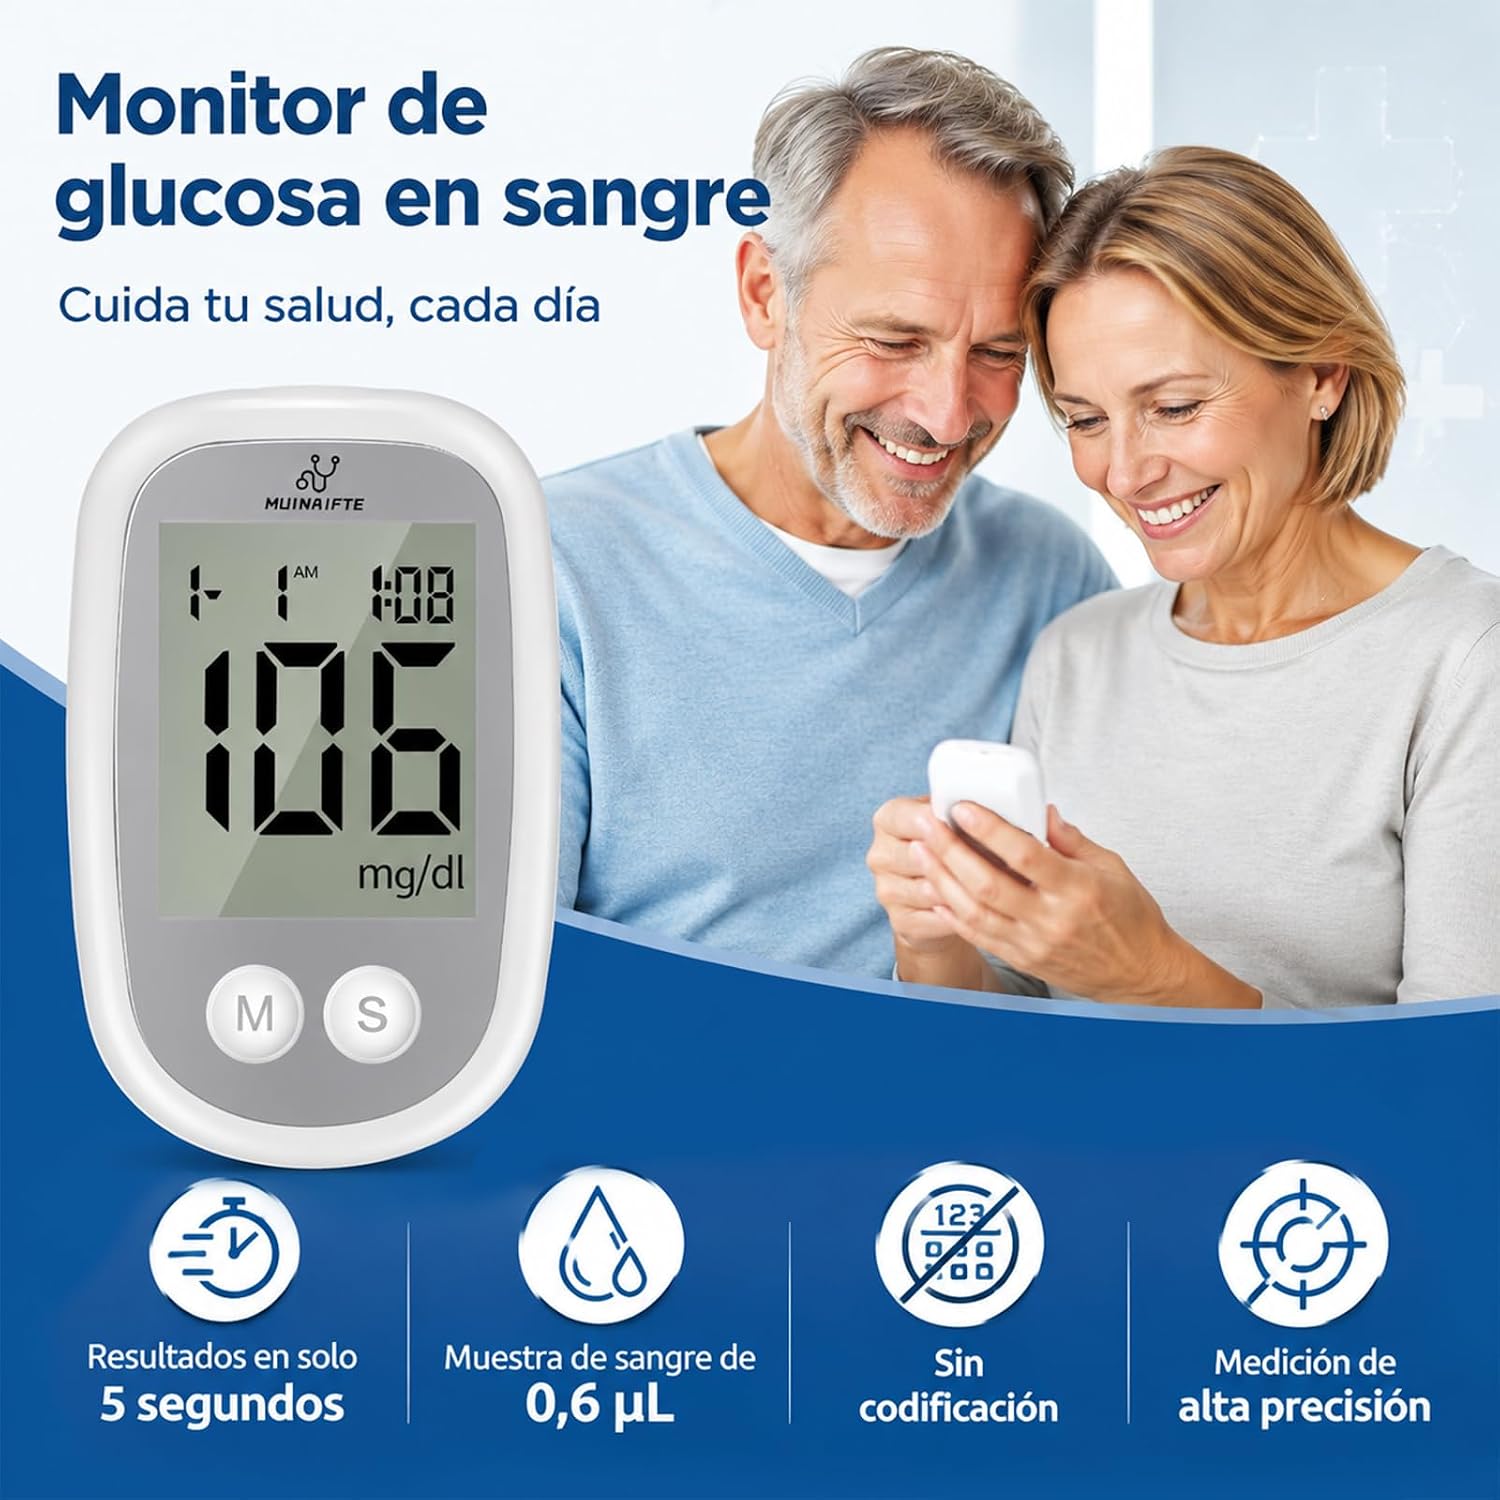 Monitor de
glucosa en sangre
Cuida tu salud, cada día
MUINAIFTE
1- 1 AM 1:08
106
mg/dl
M S
123
Resultados en solo
5 segundos
Muestra de sangre de
0,6 µL
Sin
codificación
Medición de
alta precisión